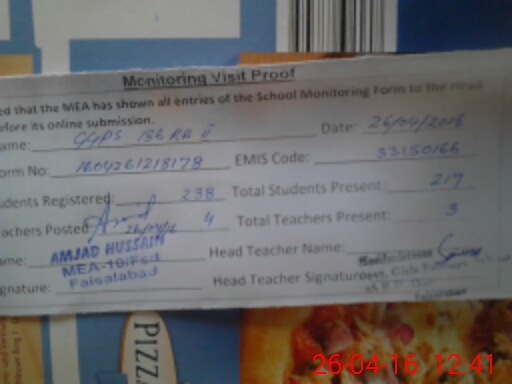 Monitoring Visit Proof
ed that the MEA has shown all entries of the School Monitoring Form to the Head
efore its online submission.
ame: GGPS 186 RB II Date: 26/04/2016
orm No: 1604261218178 EMIS Code: 33150166
udents Registered: 238 Total Students Present: 217
achers Posted 4 Total Teachers Present: 3
ame: AMJAD HUSSAIN Head Teacher Name:
MEA-10/Fsd
gnature: Faisalabad Head Teacher Signature
PIZZ
26-04-16 12:41